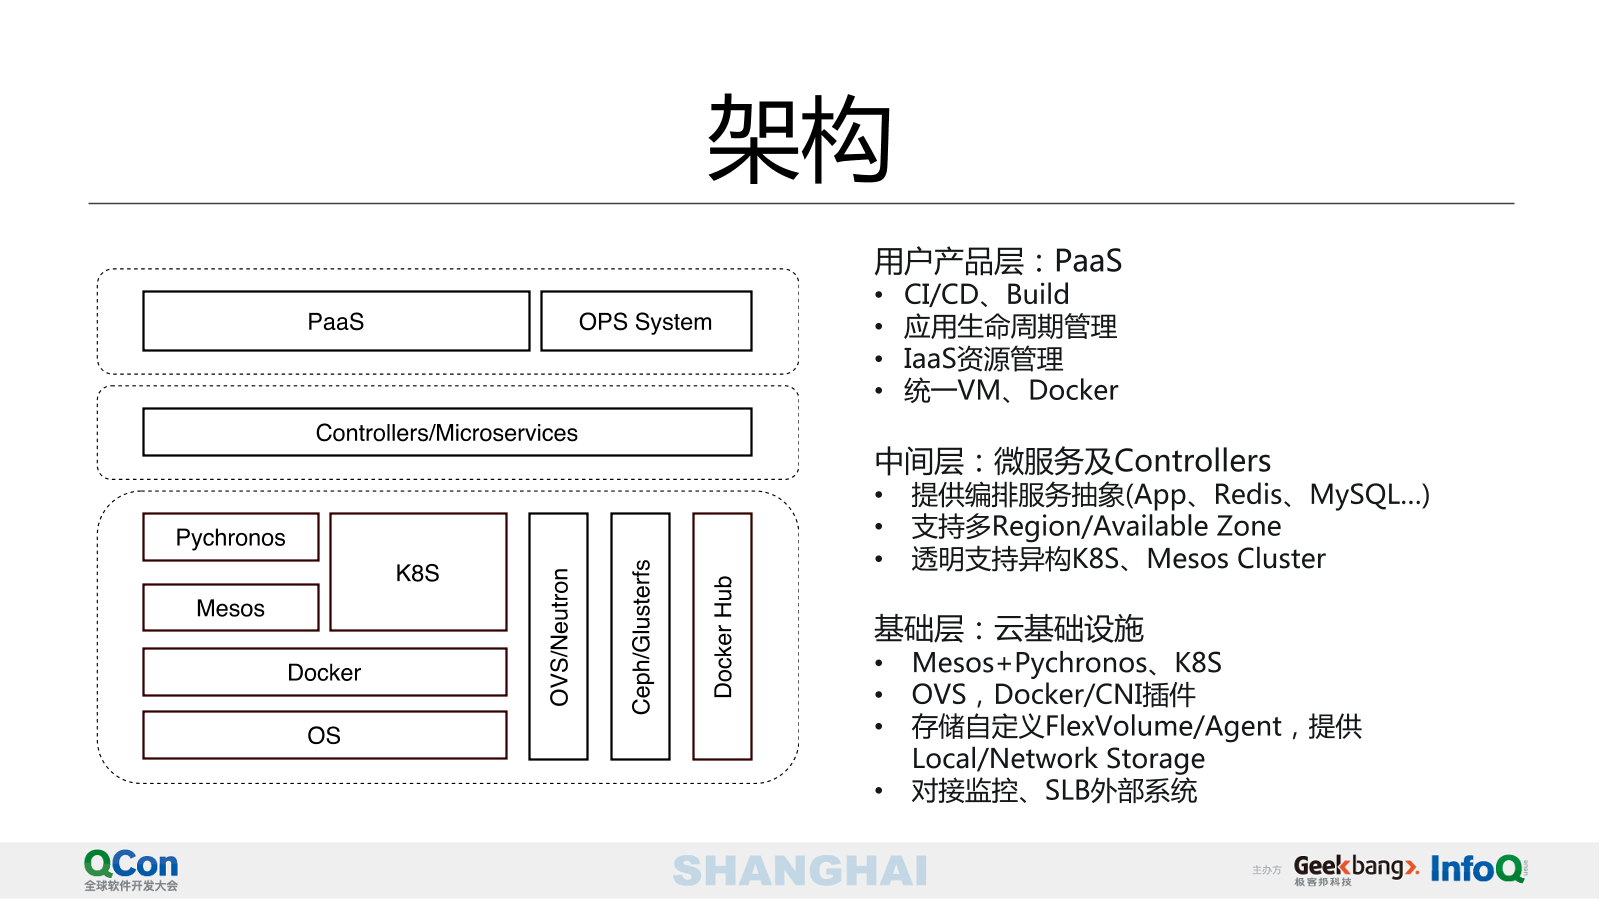 架构
PaaS
OPS System
Controllers/Microservices
Pychronos
K8S
Mesos
Docker
OS
OVS/Neutron
Ceph/Glusterfs
Docker Hub
用户产品层：PaaS
• CI/CD、Build
• 应用生命周期管理
• IaaS资源管理
• 统一VM、Docker
中间层：微服务及Controllers
• 提供编排服务抽象(App、Redis、MySQL…)
• 支持多Region/Available Zone
• 透明支持异构K8S、Mesos Cluster
基础层：云基础设施
• Mesos+Pychronos、K8S
• OVS，Docker/CNI插件
• 存储自定义FlexVolume/Agent，提供
Local/Network Storage
• 对接监控、SLB外部系统
QCon
全球软件开发大会
SHANGHAI
主办方
Geekbang>.
极客邦科技
InfoQ